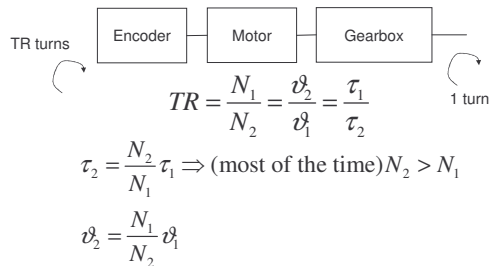 Encoder Motor Gearbox
TR turns
1 turn
TR = N₁/N₂ = ϑ₂/ϑ₁ = τ₁/τ₂
τ₂ = N₂/N₁ τ₁ ⇒ (most of the time) N₂ > N₁
ϑ₂ = N₁/N₂ ϑ₁